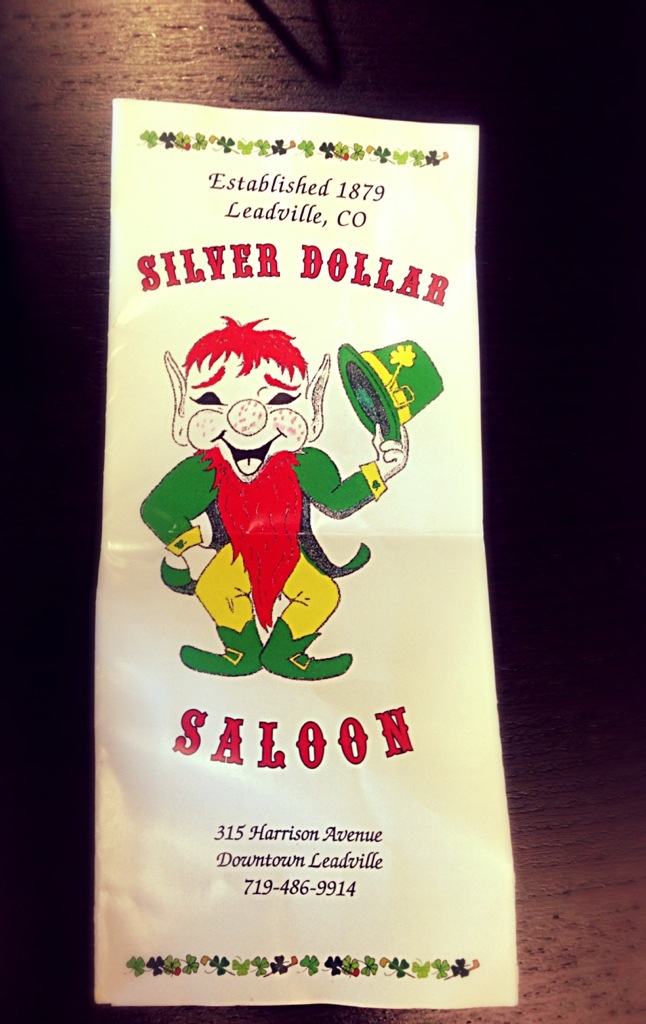 Established 1879
Leadville, CO
SILVER DOLLAR
SALOON
315 Harrison Avenue
Downtown Leadville
719-486-9914